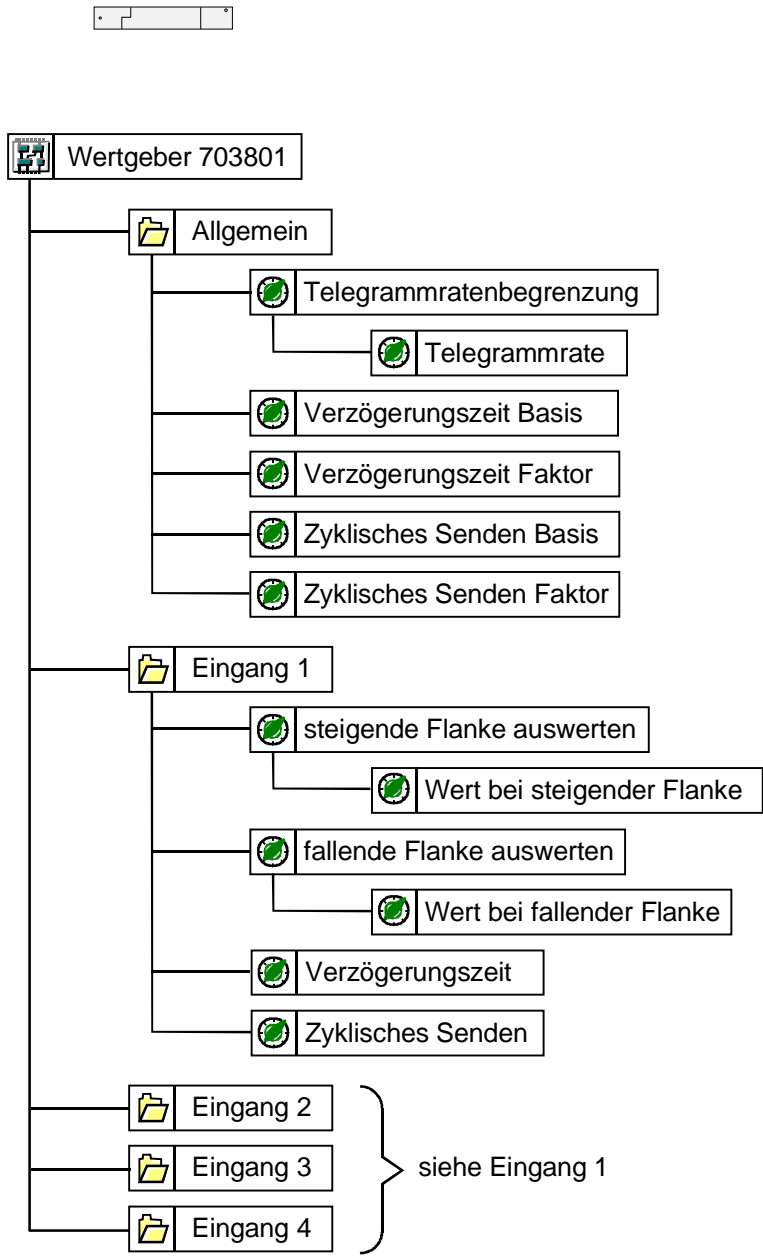 Wertgeber 703801
Allgemein
Telegrammratenbegrenzung
Telegrammrate
Verzögerungszeit Basis
Verzögerungszeit Faktor
Zyklisches Senden Basis
Zyklisches Senden Faktor
Eingang 1
steigende Flanke auswerten
Wert bei steigender Flanke
fallende Flanke auswerten
Wert bei fallender Flanke
Verzögerungszeit
Zyklisches Senden
Eingang 2
Eingang 3
siehe Eingang 1
Eingang 4